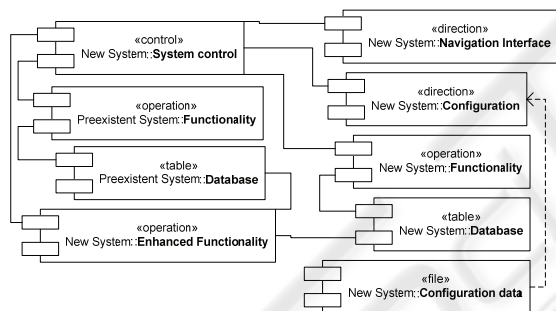 «control»
New System::System control
«operation»
Preexistent System::Functionality
«table»
Preexistent System::Database
«operation»
New System::Enhanced Functionality
«direction»
New System::Navigation Interface
«direction»
New System::Configuration
«operation»
New System::Functionality
«table»
New System::Database
«file»
New System::Configuration data